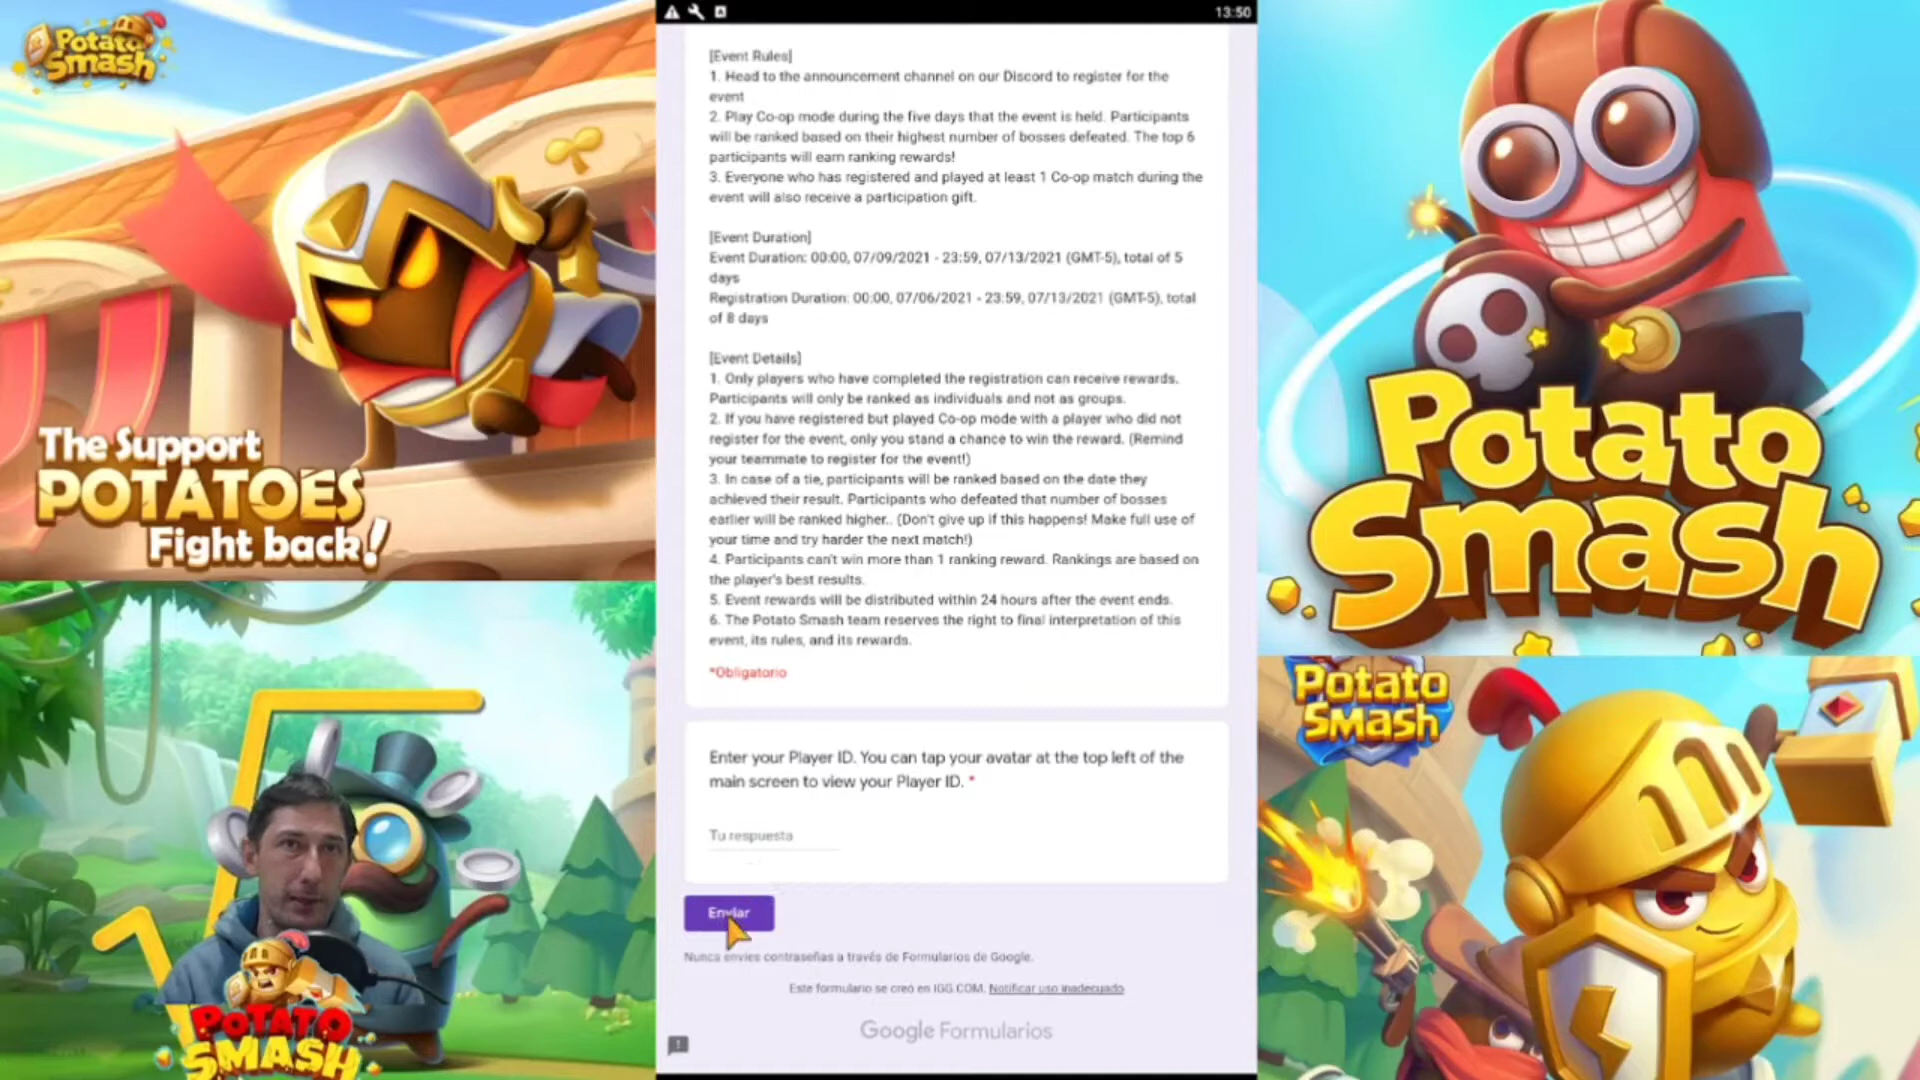 Potato
Smash
The Support
POTATOES
Fight back!
POTATO
SMASH
13:50
[Event Rules]
1. Head to the announcement channel on our Discord to register for the
event
2. Play Co-op mode during the five days that the event is held. Participants
will be ranked based on their highest number of bosses defeated. The top 6
participants will earn ranking rewards!
3. Everyone who has registered and played at least 1 Co-op match during the
event will also receive a participation gift.
[Event Duration]
Event Duration: 00:00, 07/09/2021 - 23:59, 07/13/2021 (GMT-5), total of 5
days
Registration Duration: 00:00, 07/06/2021 - 23:59, 07/13/2021 (GMT-5), total
of 8 days
[Event Details]
1. Only players who have completed the registration can receive rewards.
Participants will only be ranked as individuals and not as groups.
2. If you have registered but played Co-op mode with a player who did not
register for the event, only you stand a chance to win the reward. (Remind
your teammate to register for the event!)
3. In case of a tie, participants will be ranked based on the date they
achieved their result. Participants who defeated that number of bosses
earlier will be ranked higher.. (Don't give up if this happens! Make full use of
your time and try harder the next match!)
4. Participants can't win more than 1 ranking reward. Rankings are based on
the player's best results.
5. Event rewards will be distributed within 24 hours after the event ends.
6. The Potato Smash team reserves the right to final interpretation of this
event, its rules, and its rewards.
*Obligatorio
Enter your Player ID. You can tap your avatar at the top left of the
main screen to view your Player ID. *
Tu respuesta
Enviar
Nunca envíes contraseñas a través de Formularios de Google.
Este formulario se creó en IGG.COM. Notificar uso inadecuado
Google Formularios
Potato
Smash
Potato
Smash